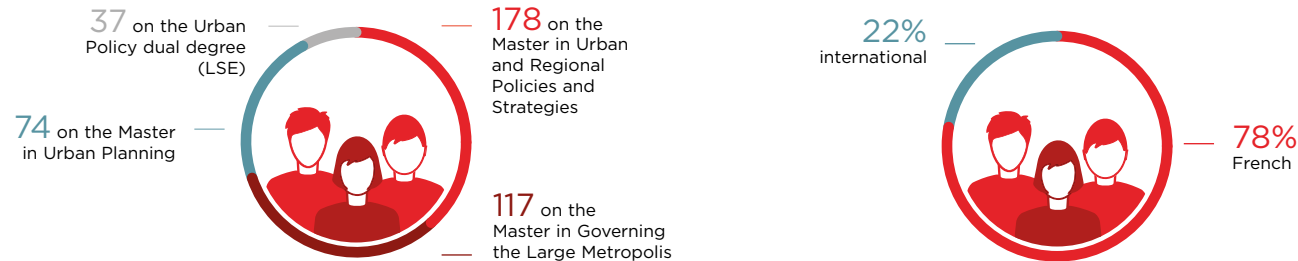 37 on the Urban
Policy dual degree
(LSE)
178 on the
Master in Urban
and Regional
Policies and
Strategies
74 on the Master
in Urban Planning
117 on the
Master in Governing
the Large Metropolis
22%
international
78%
French